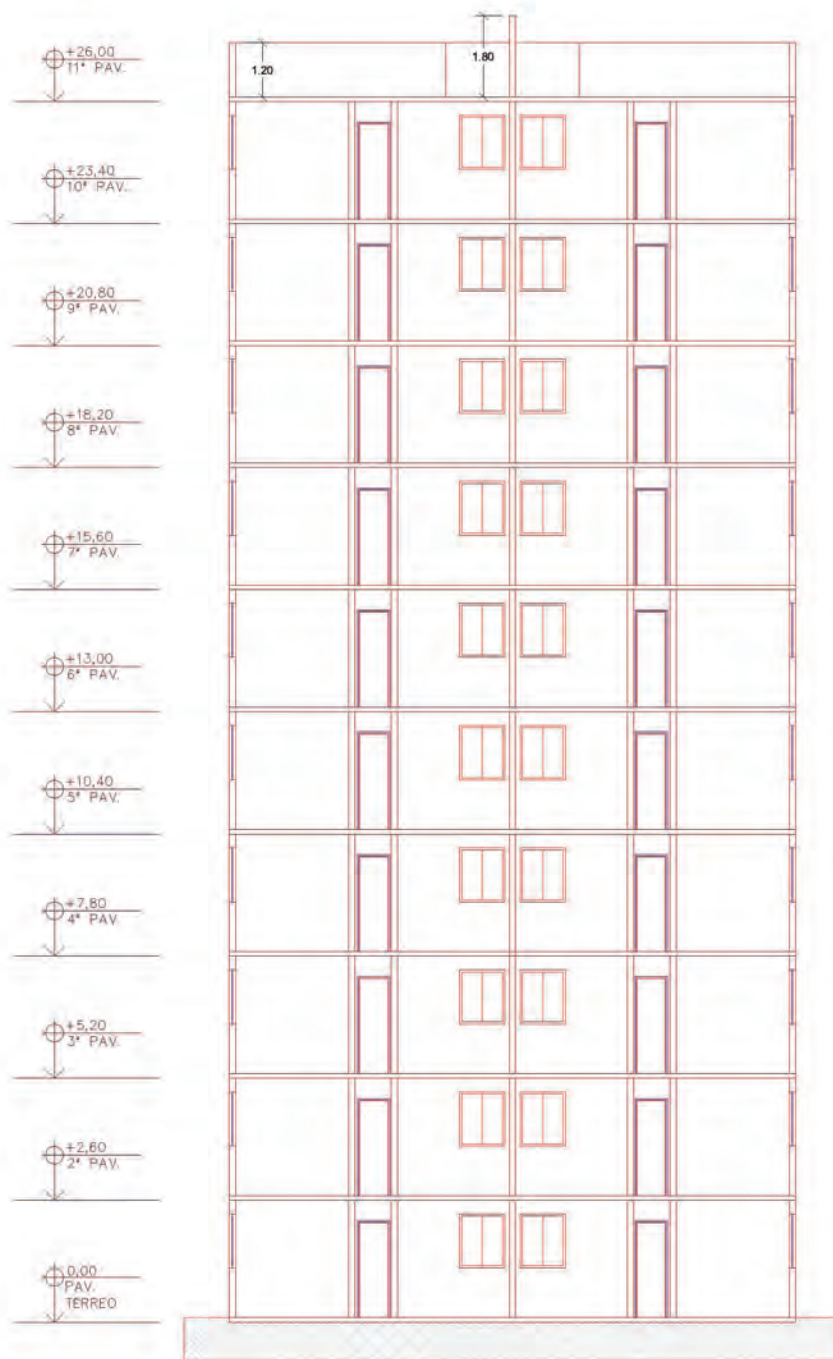 +26,00
11° PAV.
1.20
1.80
+23,40
10° PAV.
+20,80
9° PAV.
+18,20
8° PAV.
+15,60
7° PAV.
+13,00
6° PAV.
+10,40
5° PAV.
+7,80
4° PAV.
+5,20
3° PAV.
+2,60
2° PAV.
0,00
PAV.
TERREO